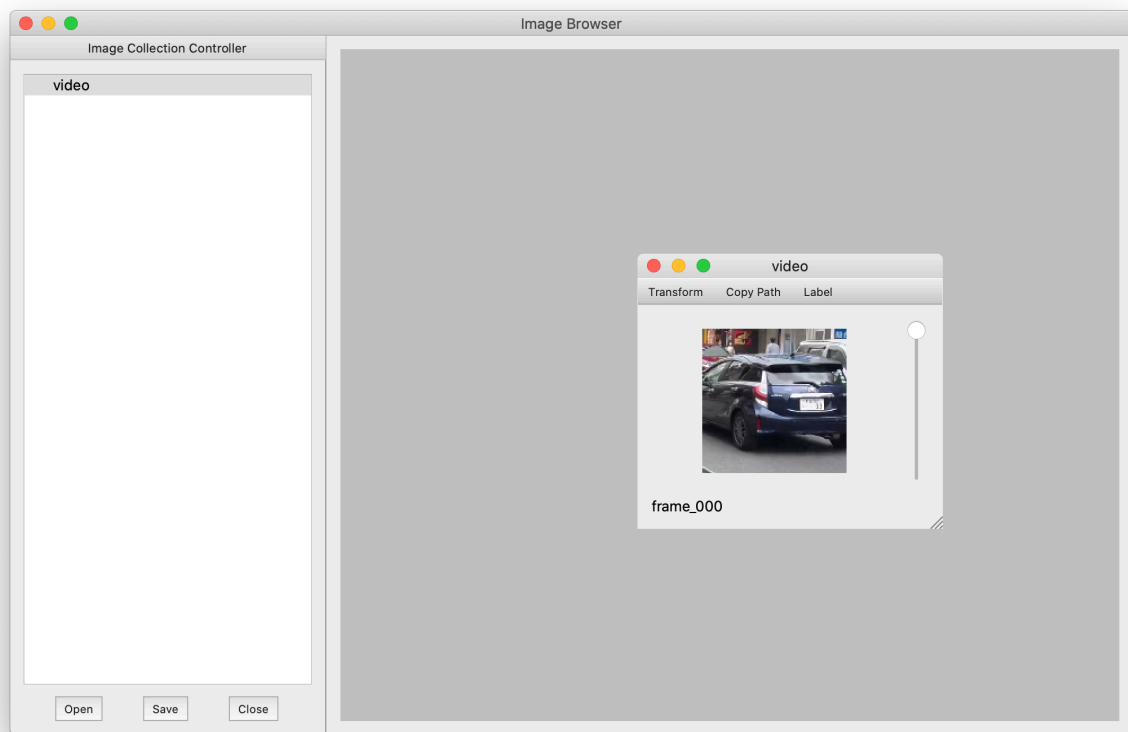 Image Browser
Image Collection Controller
video
Open
Save
Close
video
Transform
Copy Path
Label
frame_000